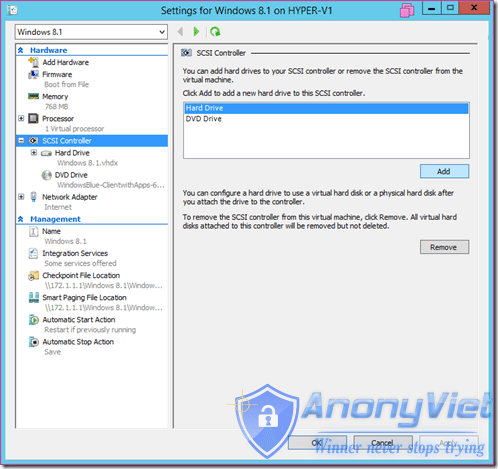 Settings for Windows 8.1 on HYPER-V1
Windows 8.1
Hardware
Add Hardware
Firmware
Boot from File
Memory
768 MB
Processor
1 Virtual processor
SCSI Controller
Hard Drive
Windows 8.1.vhdx
DVD Drive
WindowsBlue-ClientwithApps-6...
Network Adapter
Internet
Management
Name
Windows 8.1
Integration Services
Some services offered
Checkpoint File Location
\\172.1.1.1\Windows 8.1\Window...
Smart Paging File Location
\\172.1.1.1\Windows 8.1\Window...
Automatic Start Action
Restart if previously running
Automatic Stop Action
Save
SCSI Controller
You can add hard drives to your SCSI controller or remove the SCSI controller from the
virtual machine.
Click Add to add a new hard drive to this SCSI controller.
Hard Drive
DVD Drive
Add
You can configure a hard drive to use a virtual hard disk or a physical hard disk after
you attach the drive to the controller.
To remove the SCSI controller from this virtual machine, click Remove. All virtual hard
disks attached to this controller will be removed but not deleted.
Remove
AnonyViet
Winner never stops trying
OK
Cancel
Apply